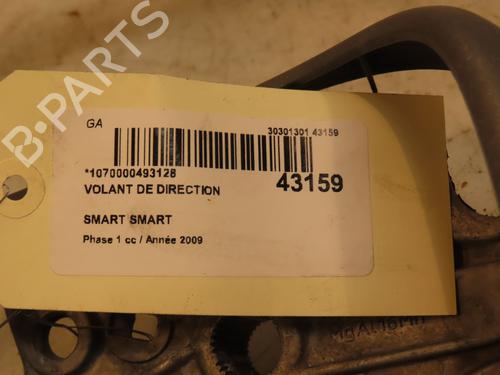 GA
30301301 43159
*1070000493128
VOLANT DE DIRECTION
43159
SMART SMART
Phase 1 cc / Année 2009
B-PARTS